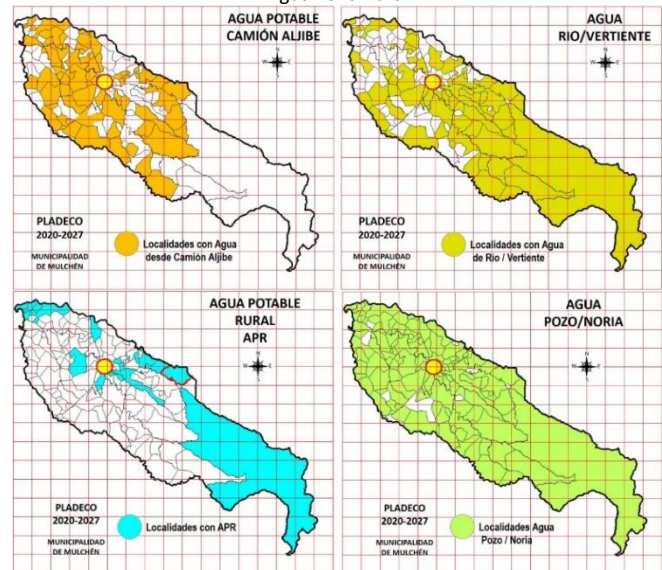 AGUA POTABLE
CAMIÓN ALJIBE
N
W E
S
PLADECO
2020-2027
MUNICIPALIDAD
DE MULCHÉN
Localidades con Agua
desde Camión Aljibe
AGUA
RIO/VERTIENTE
N
W E
S
PLADECO
2020-2027
MUNICIPALIDAD
DE MULCHÉN
Localidades con Agua
de Rio / Vertiente
AGUA POTABLE
RURAL
APR
N
W E
S
PLADECO
2020-2027
MUNICIPALIDAD
DE MULCHÉN
Localidades con APR
AGUA
POZO/NORIA
N
W E
S
PLADECO
2020-2027
MUNICIPALIDAD
DE MULCHÉN
Localidades Agua
Pozo / Noria